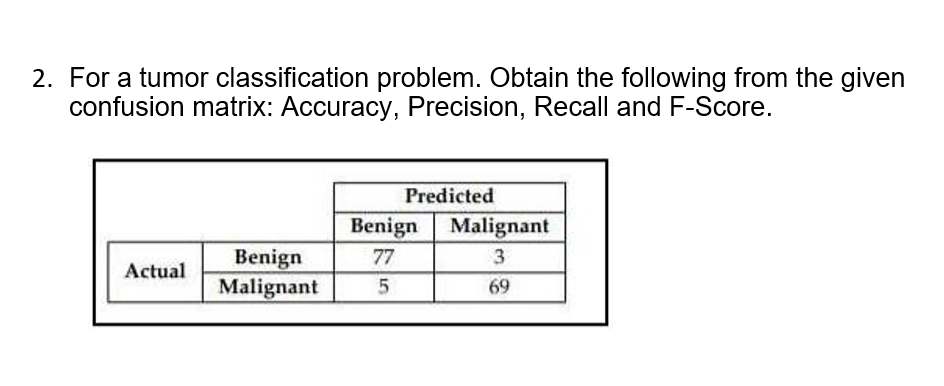 2. For a tumor classification problem. Obtain the following from the given
confusion matrix: Accuracy, Precision, Recall and F-Score.
Predicted
Benign Malignant
Actual Benign 77 3
Malignant 5 69